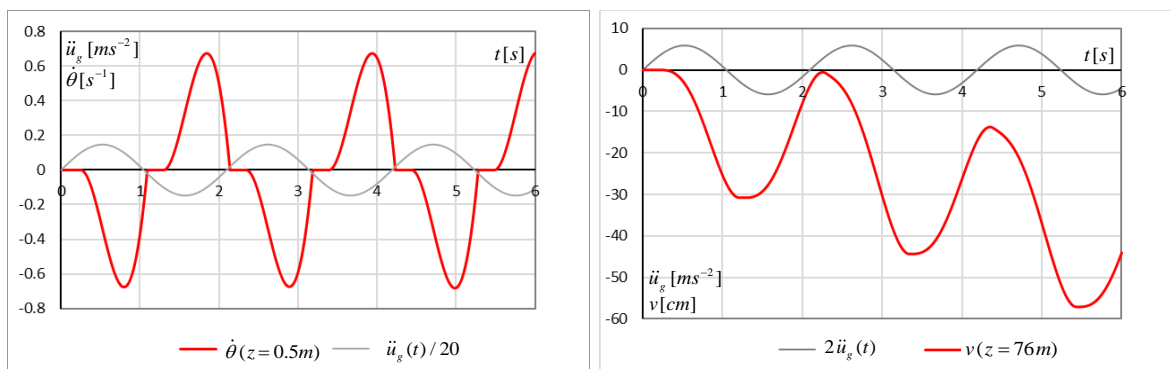 0.8
0.6
0.4
0.2
0
-0.2
-0.4
-0.6
-0.8
ü_g [ms⁻²]
θ̇ [s⁻¹]
t[s]
0 1 2 3 4 5 6
θ̇ (z = 0.5m) ü_g (t) / 20
10
0
-10
-20
-30
-40
-50
-60
t[s]
0 1 2 3 4 5 6
ü_g [ms⁻²]
v[cm]
2ü_g (t) v(z = 76m)